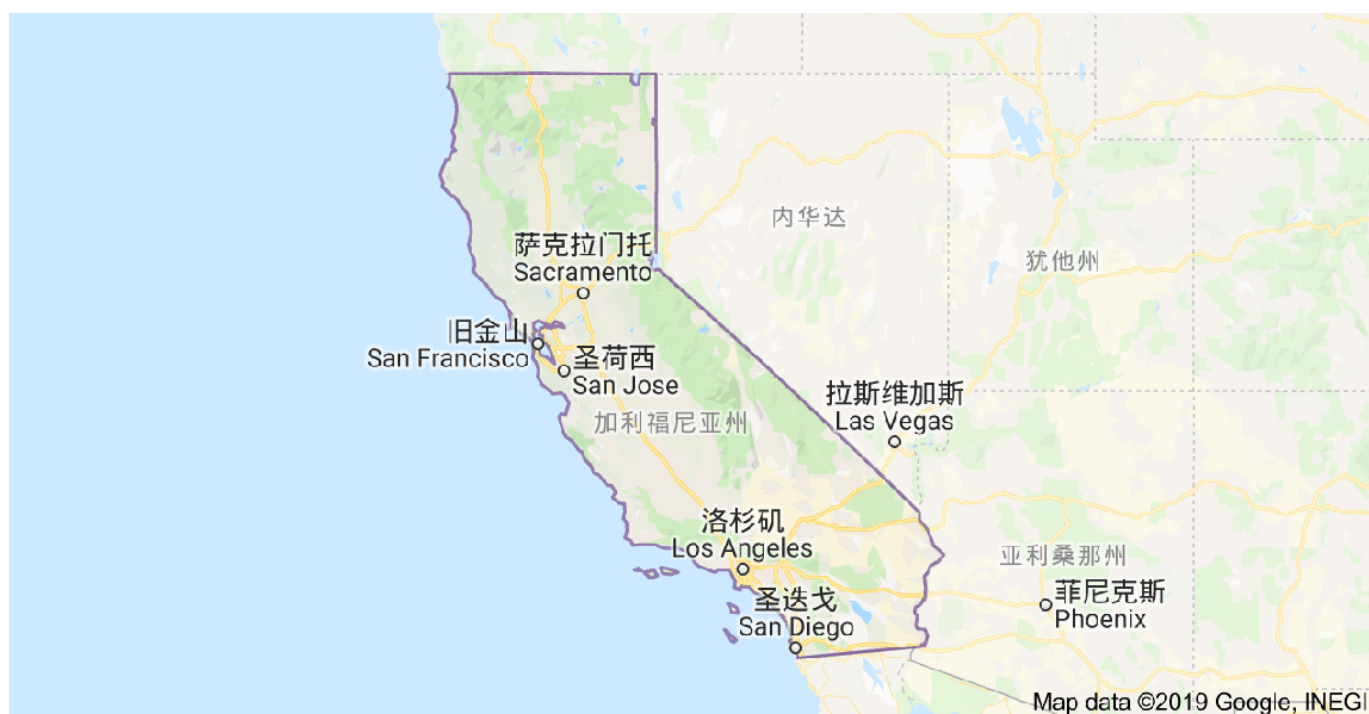 内华达
萨克拉门托
Sacramento
犹他州
旧金山
San Francisco
圣荷西
San Jose
拉斯维加斯
Las Vegas
加利福尼亚州
洛杉矶
Los Angeles
亚利桑那州
菲尼克斯
Phoenix
圣迭戈
San Diego
Map data ©2019 Google, INEGI